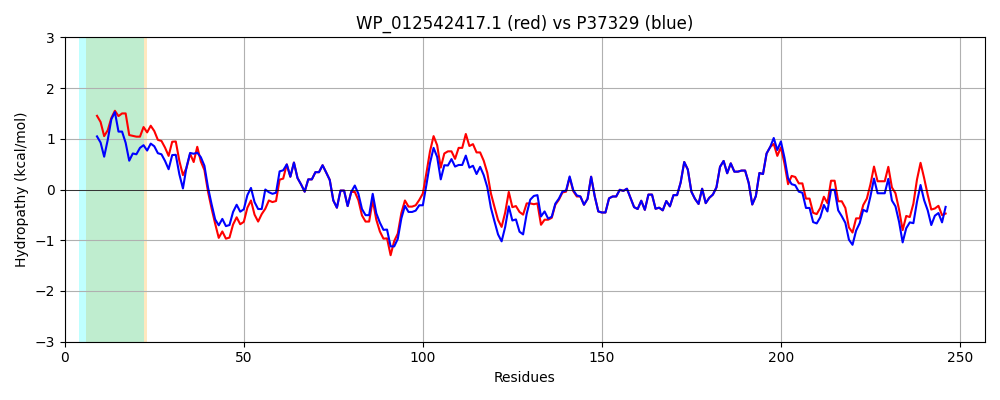 WP_012542417.1 (red) vs P37329 (blue)
Hydropathy (kcal/mol)
3
2
1
0
−1
−2
−3
0 50 100 150 200 250
Residues